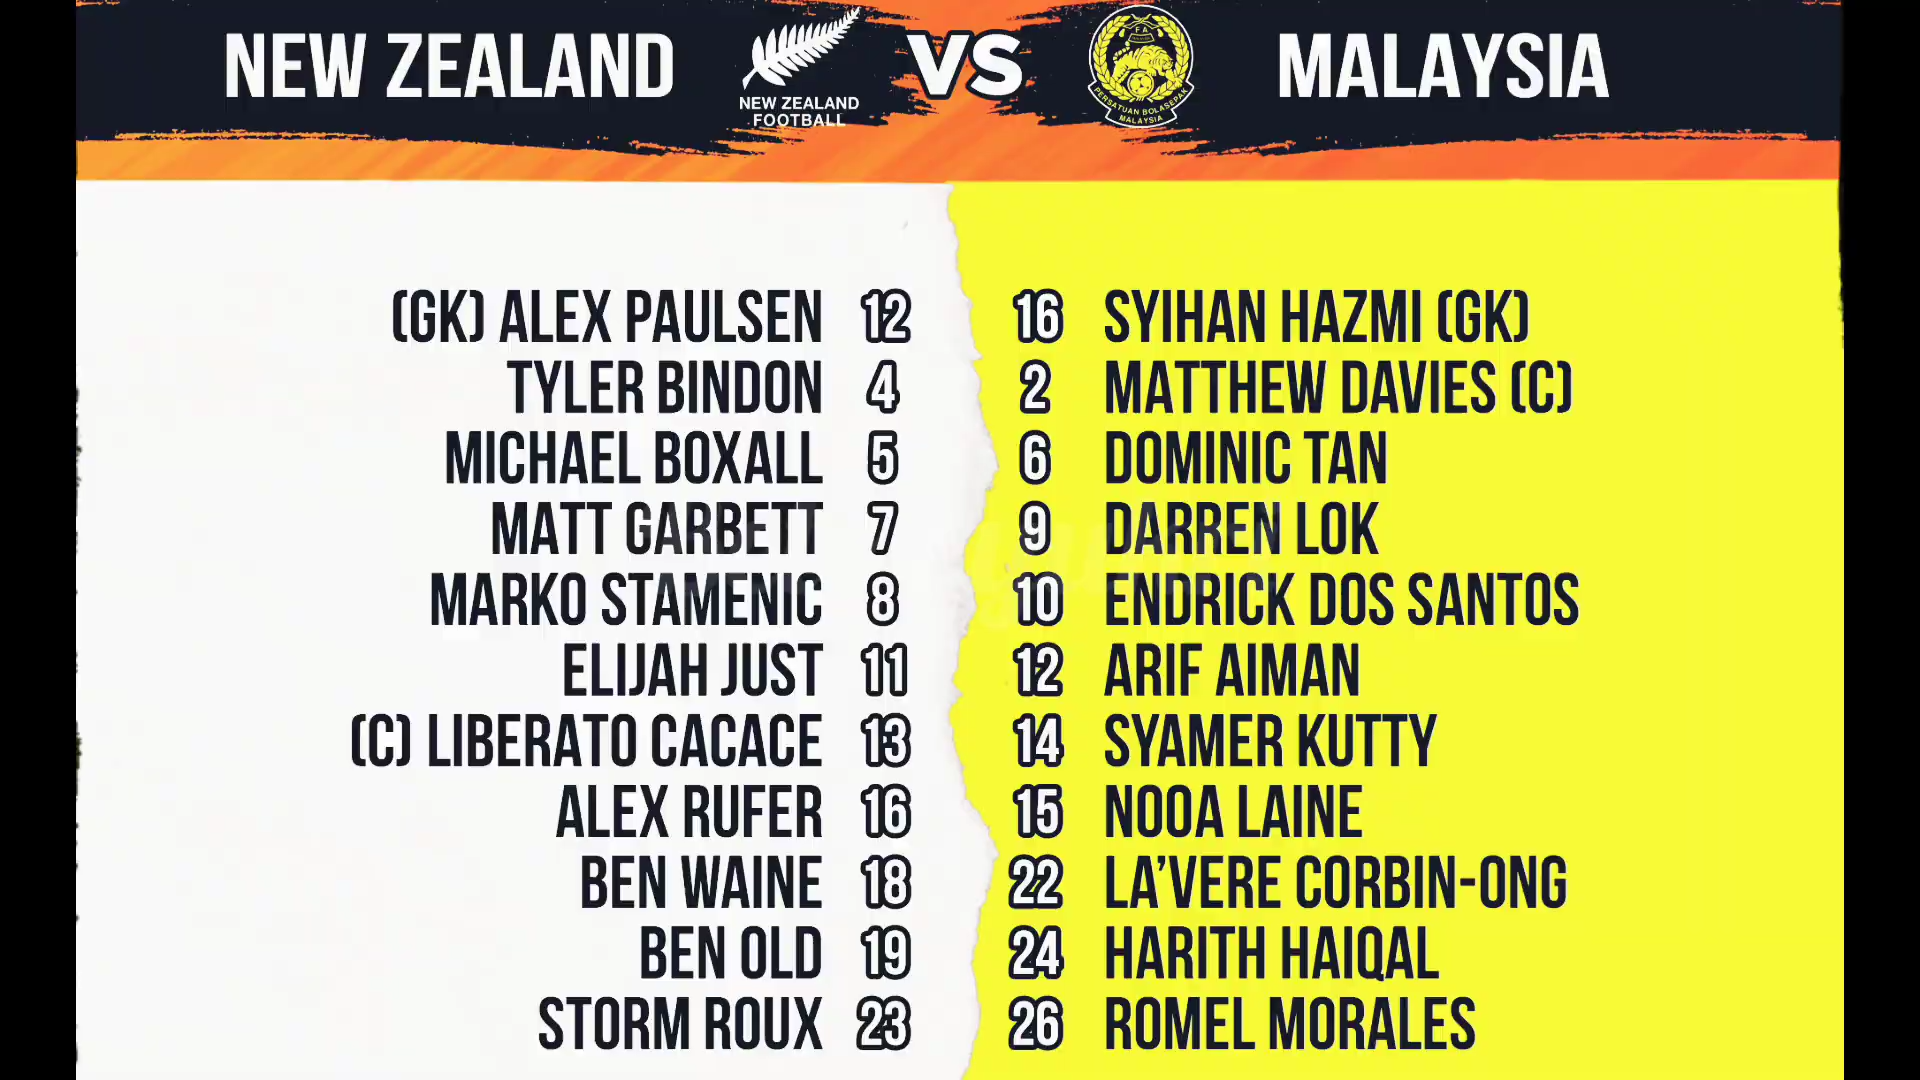 NEW ZEALAND
NEW ZEALAND
FOOTBALL
VS
FA
PERSATUAN BOLASEPAK
MALAYSIA
MALAYSIA
(GK) ALEX PAULSEN 12
TYLER BINDON 4
MICHAEL BOXALL 5
MATT GARBETT 7
MARKO STAMENIC 8
ELIJAH JUST 11
(C) LIBERATO CACACE 13
ALEX RUFER 16
BEN WAINE 18
BEN OLD 19
STORM ROUX 23
16 SYIHAN HAZMI (GK)
2 MATTHEW DAVIES (C)
6 DOMINIC TAN
9 DARREN LOK
10 ENDRICK DOS SANTOS
12 ARIF AIMAN
14 SYAMER KUTTY
15 NOOA LAINE
22 LA'VERE CORBIN-ONG
24 HARITH HAIQAL
26 ROMEL MORALES